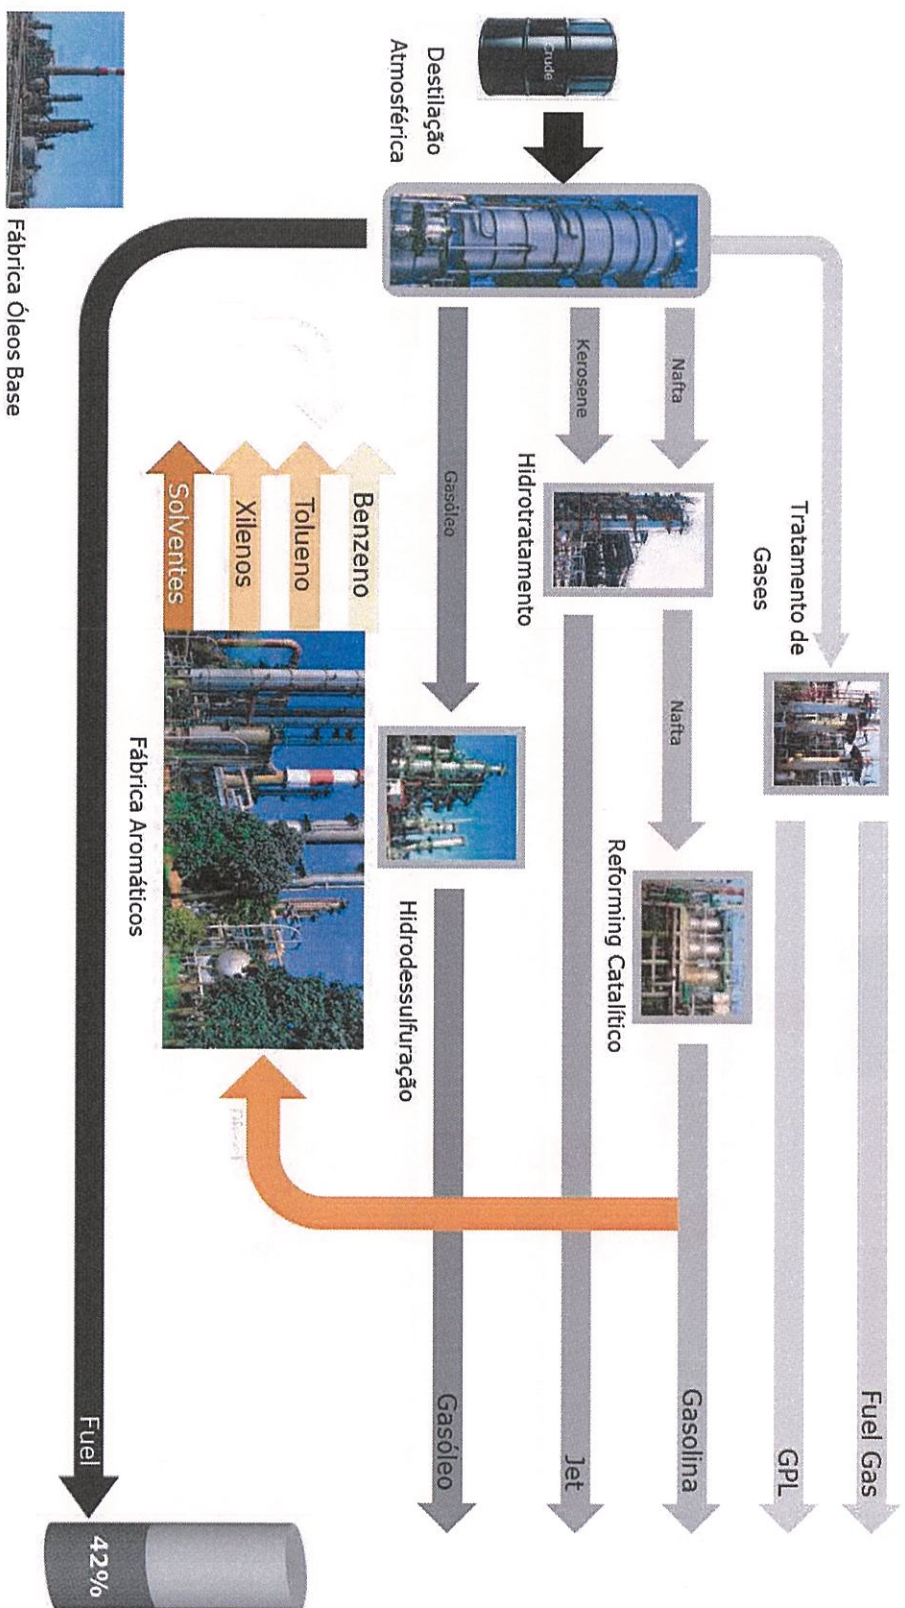 Crude
Destilação
Atmosférica
Tratamento de
Gases
Fuel Gas
GPL
Nafta
Kerosene
Hidrotratamento
Nafta
Reforming Catalítico
Gasolina
Jet
Gasóleo
Hidrodessulfuração
Gasóleo
Benzeno
Tolueno
Xilenos
Solventes
Fábrica Aromáticos
Fuel
42%
Fábrica Óleos Base